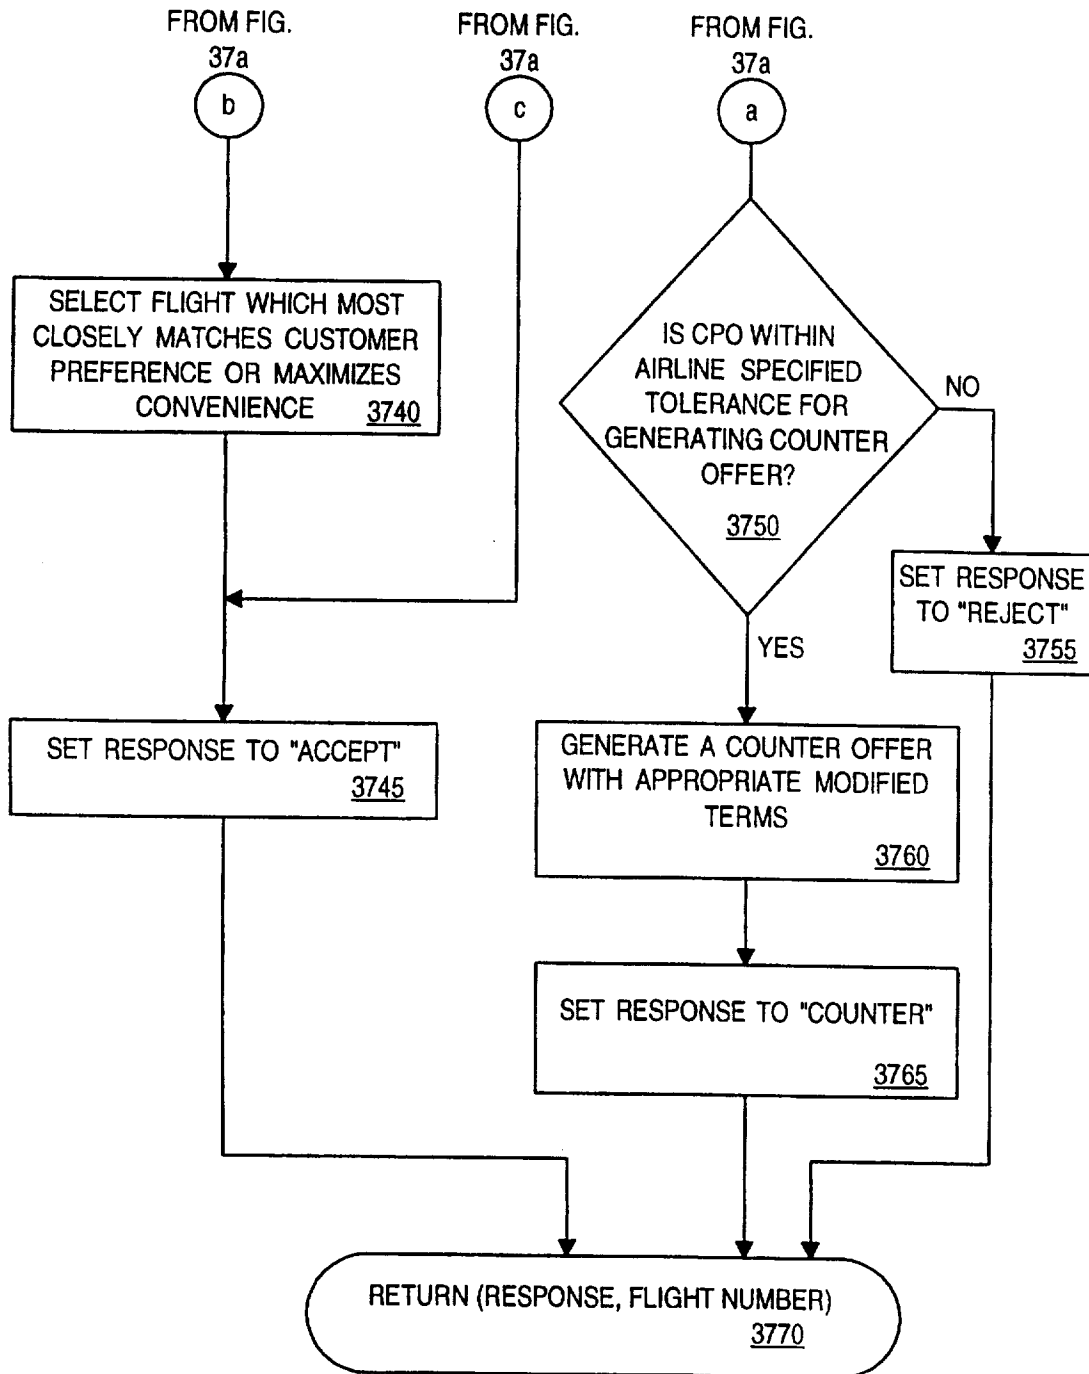 FROM FIG.
37a
b
FROM FIG.
37a
c
FROM FIG.
37a
a
SELECT FLIGHT WHICH MOST
CLOSELY MATCHES CUSTOMER
PREFERENCE OR MAXIMIZES
CONVENIENCE 3740
IS CPO WITHIN
AIRLINE SPECIFIED
TOLERANCE FOR
GENERATING COUNTER
OFFER?
3750
NO
SET RESPONSE
TO "REJECT"
3755
YES
SET RESPONSE TO "ACCEPT"
3745
GENERATE A COUNTER OFFER
WITH APPROPRIATE MODIFIED
TERMS
3760
SET RESPONSE TO "COUNTER"
3765
RETURN (RESPONSE, FLIGHT NUMBER)
3770